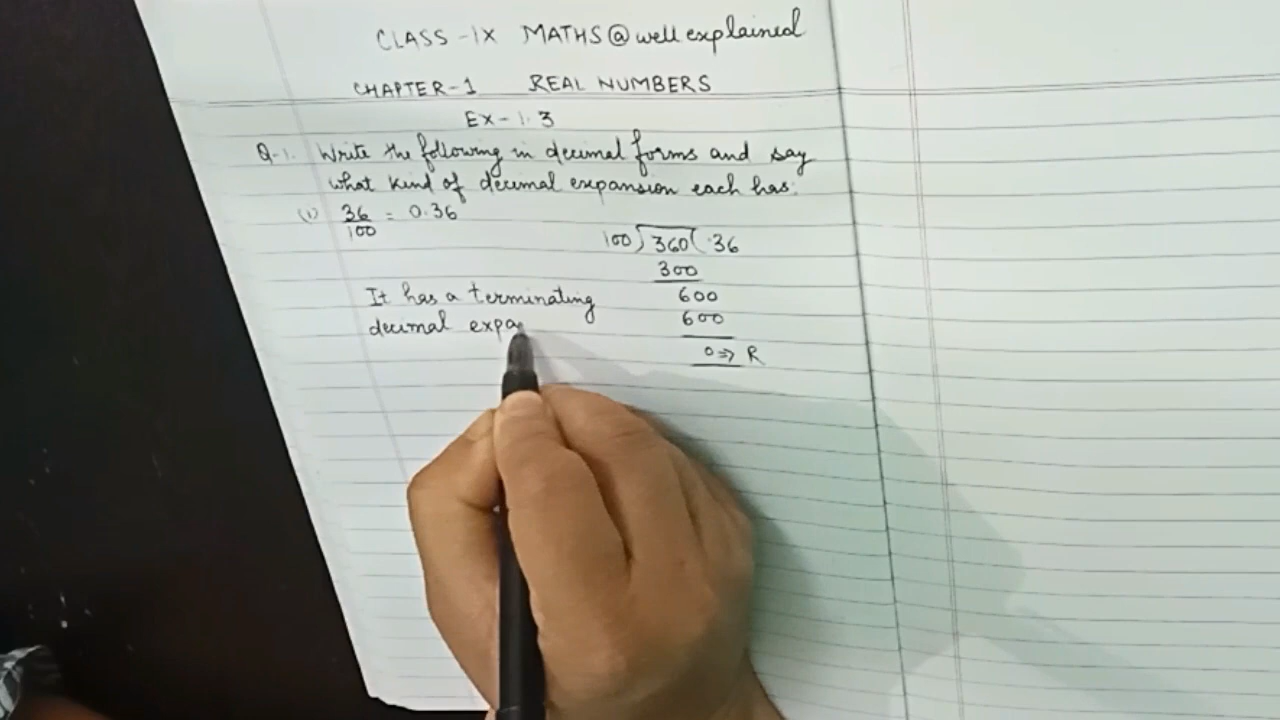 CLASS-IX MATHS@well explained
CHAPTER-1 REAL NUMBERS
EX-1.3
Q-1. Write the following in decimal forms and say
what kind of decimal expansion each has:
(i) 36/100 = 0.36
100)360(.36
300
600
600
0⇒R
It has a terminating
decimal expa